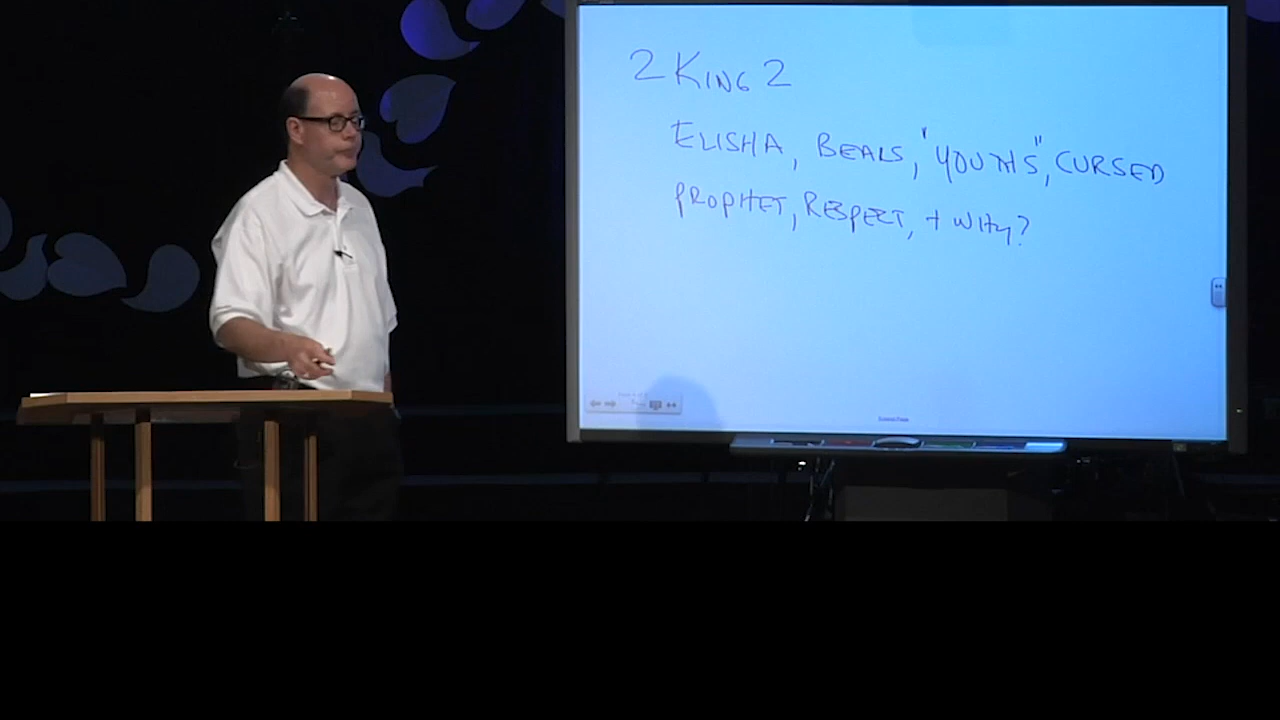 2 KING 2
ELISHA, BEARS, "YOUTHS", CURSED
PROPHET, RESPECT, + WHY?